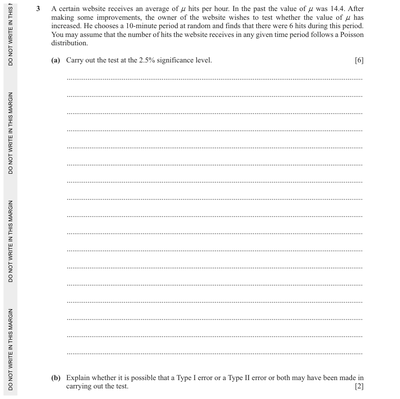 3 A certain website receives an average of μ hits per hour. In the past the value of μ was 14.4. After
making some improvements, the owner of the website wishes to test whether the value of μ has
increased. He chooses a 10-minute period at random and finds that there were 6 hits during this period.
You may assume that the number of hits the website receives in any given time period follows a Poisson
distribution.
(a) Carry out the test at the 2.5% significance level. [6]
(b) Explain whether it is possible that a Type I error or a Type II error or both may have been made in
carrying out the test. [2]
DO NOT WRITE IN THIS
DO NOT WRITE IN THIS MARGIN
DO NOT WRITE IN THIS MARGIN
DO NOT WRITE IN THIS MARGIN